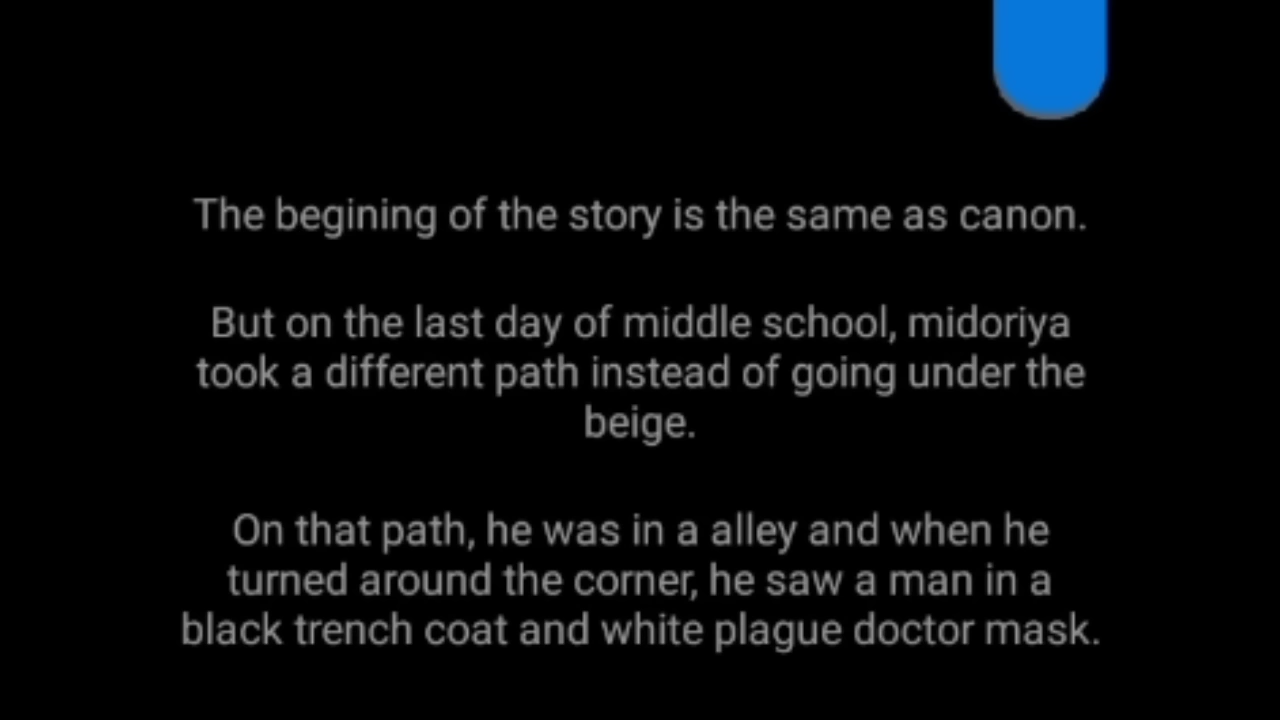 The begining of the story is the same as canon.
But on the last day of middle school, midoriya
took a different path instead of going under the
beige.
On that path, he was in a alley and when he
turned around the corner, he saw a man in a
black trench coat and white plague doctor mask.